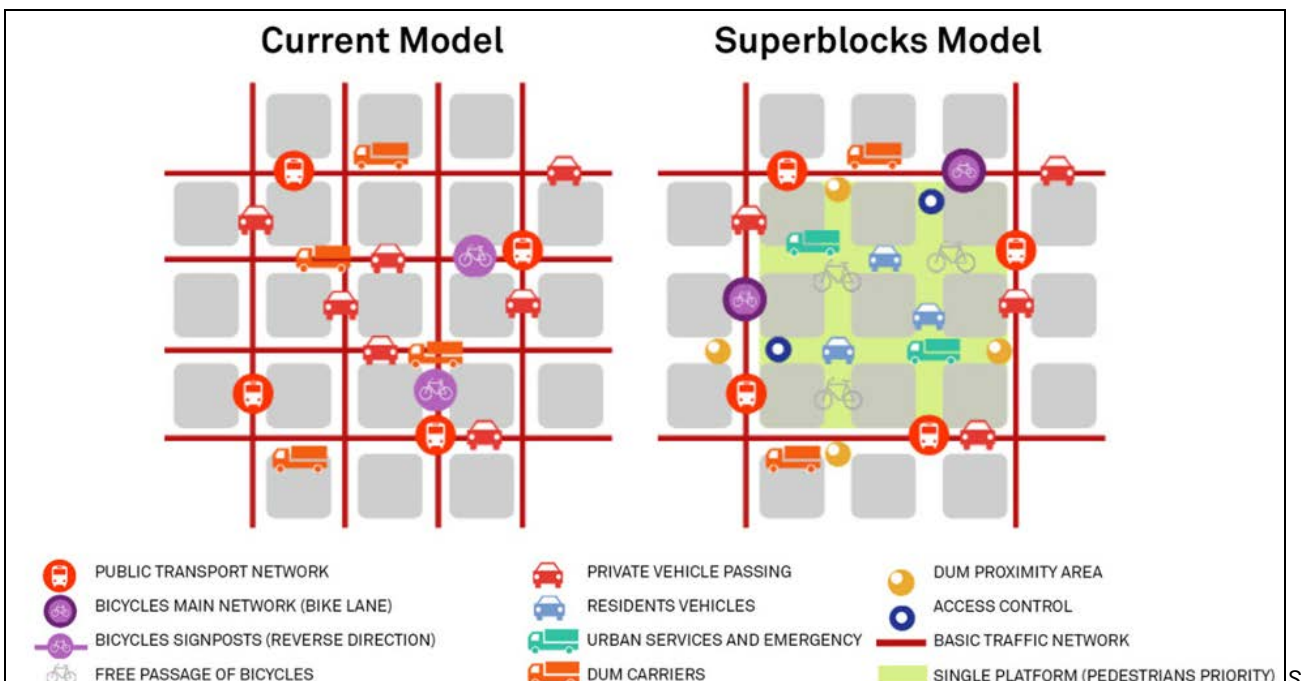 Current Model
Superblocks Model
PUBLIC TRANSPORT NETWORK
BICYCLES MAIN NETWORK (BIKE LANE)
BICYCLES SIGNPOSTS (REVERSE DIRECTION)
FREE PASSAGE OF BICYCLES
PRIVATE VEHICLE PASSING
RESIDENTS VEHICLES
URBAN SERVICES AND EMERGENCY
DUM CARRIERS
DUM PROXIMITY AREA
ACCESS CONTROL
BASIC TRAFFIC NETWORK
SINGLE PLATFORM (PEDESTRIANS PRIORITY)
S